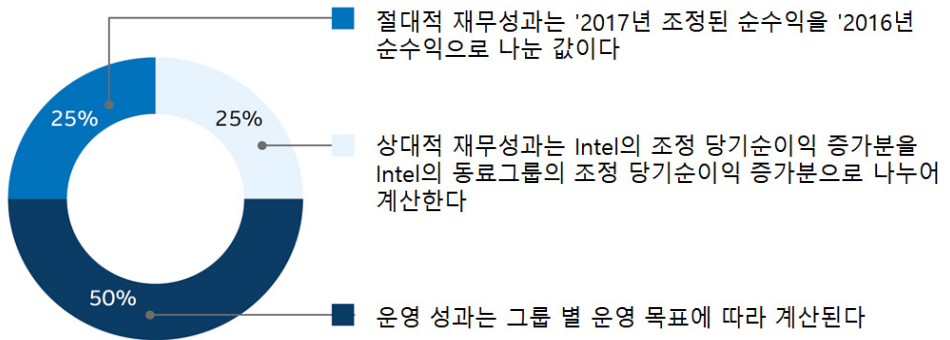 절대적 재무성과는 '2017년 조정된 순수익을 '2016년
순수익으로 나눈 값이다
25%
25%
상대적 재무성과는 Intel의 조정 당기순이익 증가분을
Intel의 동료그룹의 조정 당기순이익 증가분으로 나누어
계산한다
50%
운영 성과는 그룹 별 운영 목표에 따라 계산된다